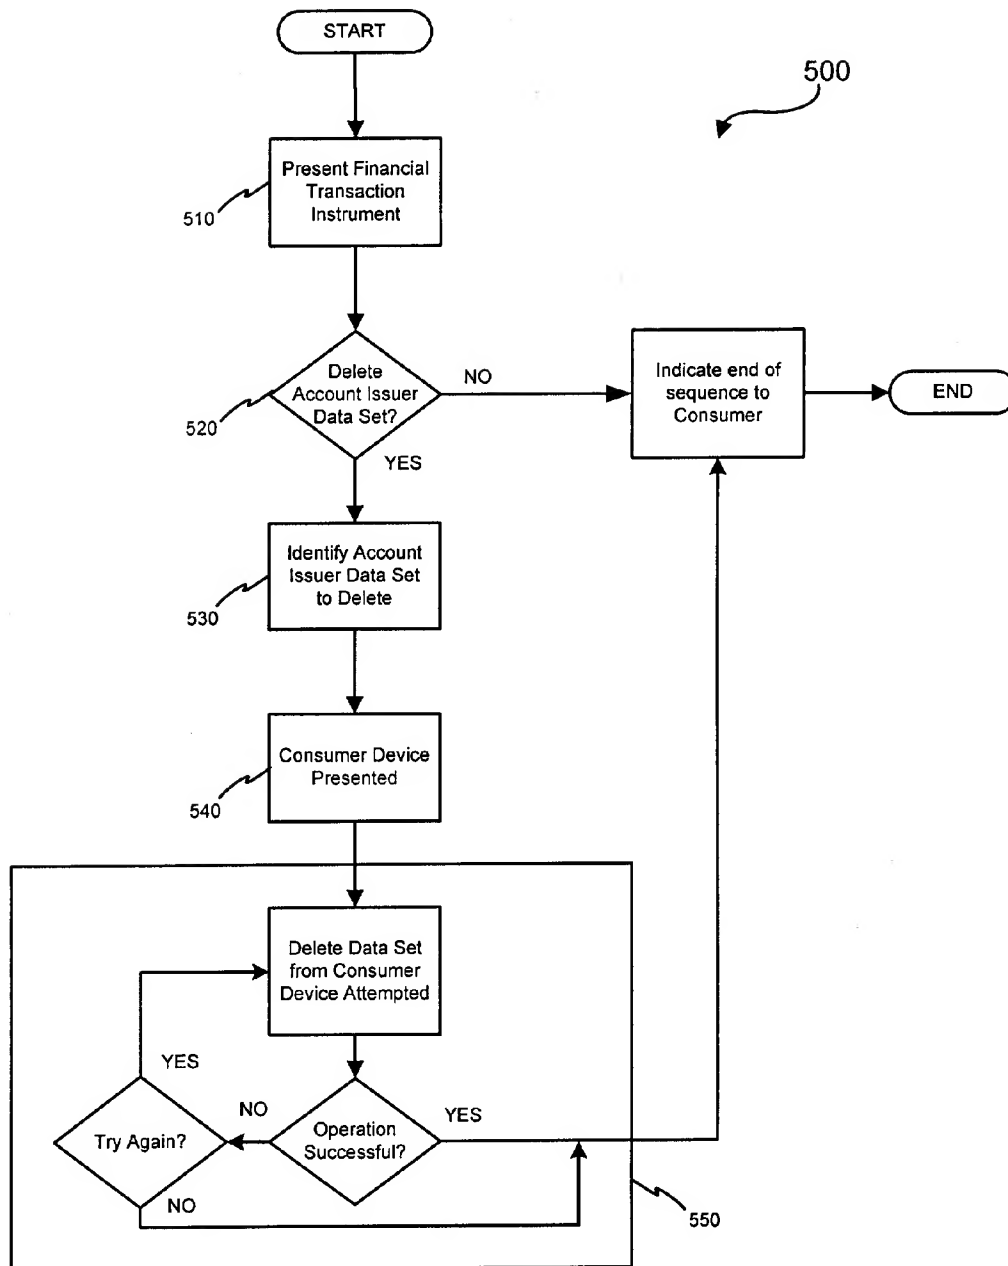 START
500
Present Financial
Transaction
Instrument
510
Delete
Account Issuer
Data Set?
NO
520
YES
Indicate end of
sequence to
Consumer
END
Identify Account
Issuer Data Set
to Delete
530
Consumer Device
Presented
540
Delete Data Set
from Consumer
Device Attempted
YES
Try Again?
NO
Operation
Successful?
YES
NO
550